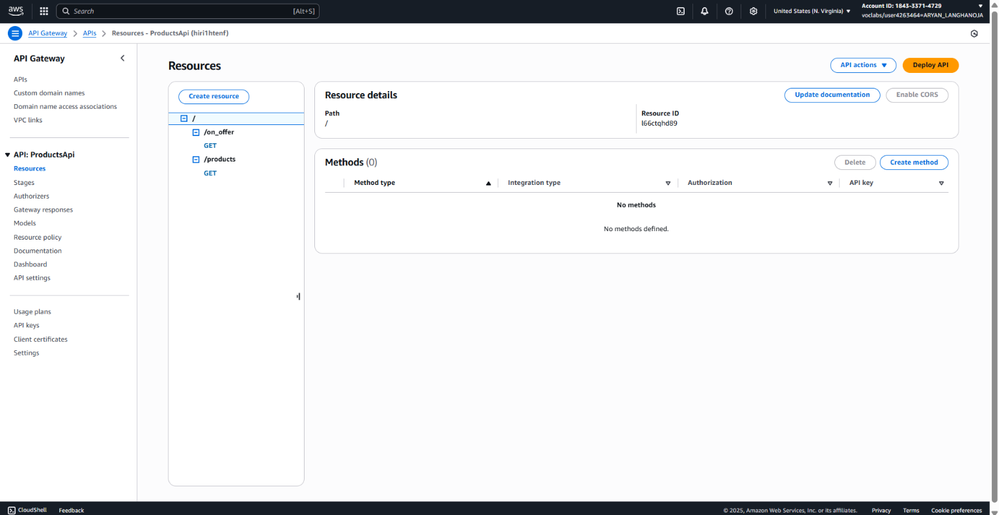 aws
Search [Alt+S]
United States (N. Virginia)
Account ID: 1843-3371-4729
voclabs/user4263464=ARYAN_LANGHANOJA
API Gateway > APIs > Resources - ProductsApi (hiri1htenf)
API Gateway
APIs
Custom domain names
Domain name access associations
VPC links
API: ProductsApi
Resources
Stages
Authorizers
Gateway responses
Models
Resource policy
Documentation
Dashboard
API settings
Usage plans
API keys
Client certificates
Settings
Resources
API actions
Deploy API
Create resource
/
/on_offer
GET
/products
GET
Resource details
Update documentation
Enable CORS
Path
/
Resource ID
l66ctqhd89
Methods (0)
Delete
Create method
Method type Integration type Authorization API key
No methods
No methods defined.
CloudShell Feedback
© 2025, Amazon Web Services, Inc. or its affiliates. Privacy Terms Cookie preferences